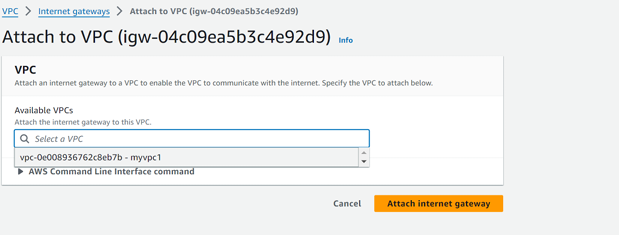 VPC > Internet gateways > Attach to VPC (igw-04c09ea5b3c4e92d9)
Attach to VPC (igw-04c09ea5b3c4e92d9) Info
VPC
Attach an internet gateway to a VPC to enable the VPC to communicate with the internet. Specify the VPC to attach below.
Available VPCs
Attach the internet gateway to this VPC.
Select a VPC
vpc-0e008936762c8eb7b - myvpc1
AWS Command Line Interface command
Cancel Attach internet gateway